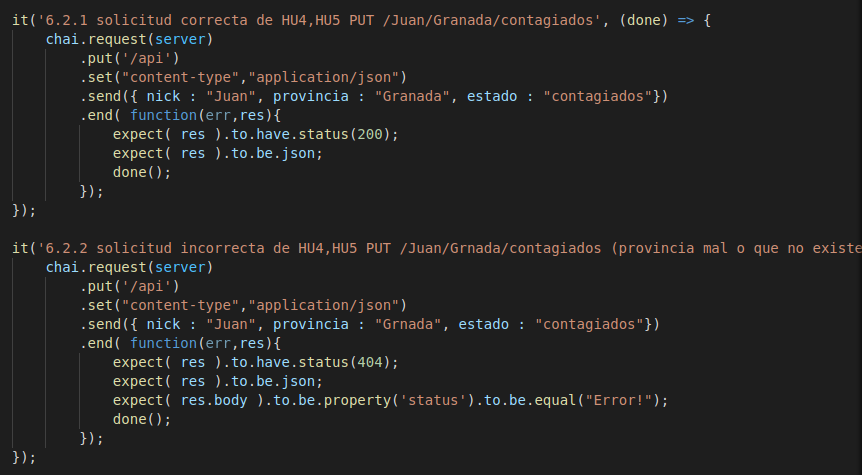 it('6.2.1 solicitud correcta de HU4,HU5 PUT /Juan/Granada/contagiados', (done) => {
    chai.request(server)
        .put('/api')
        .set("content-type","application/json")
        .send({ nick : "Juan", provincia : "Granada", estado : "contagiados"})
        .end( function(err,res){
            expect( res ).to.have.status(200);
            expect( res ).to.be.json;
            done();
        });
});

it('6.2.2 solicitud incorrecta de HU4,HU5 PUT /Juan/Grnada/contagiados (provincia mal o que no existe
    chai.request(server)
        .put('/api')
        .set("content-type","application/json")
        .send({ nick : "Juan", provincia : "Grnada", estado : "contagiados"})
        .end( function(err,res){
            expect( res ).to.have.status(404);
            expect( res ).to.be.json;
            expect( res.body ).to.be.property('status').to.be.equal("Error!");
            done();
        });
});